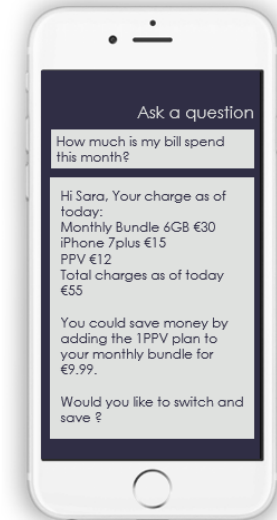 Ask a question
How much is my bill spend
this month?
Hi Sara, Your charge as of
today:
Monthly Bundle 6GB €30
iPhone 7plus €15
PPV €12
Total charges as of today
€55
You could save money by
adding the 1PPV plan to
your monthly bundle for
€9.99.
Would you like to switch and
save ?